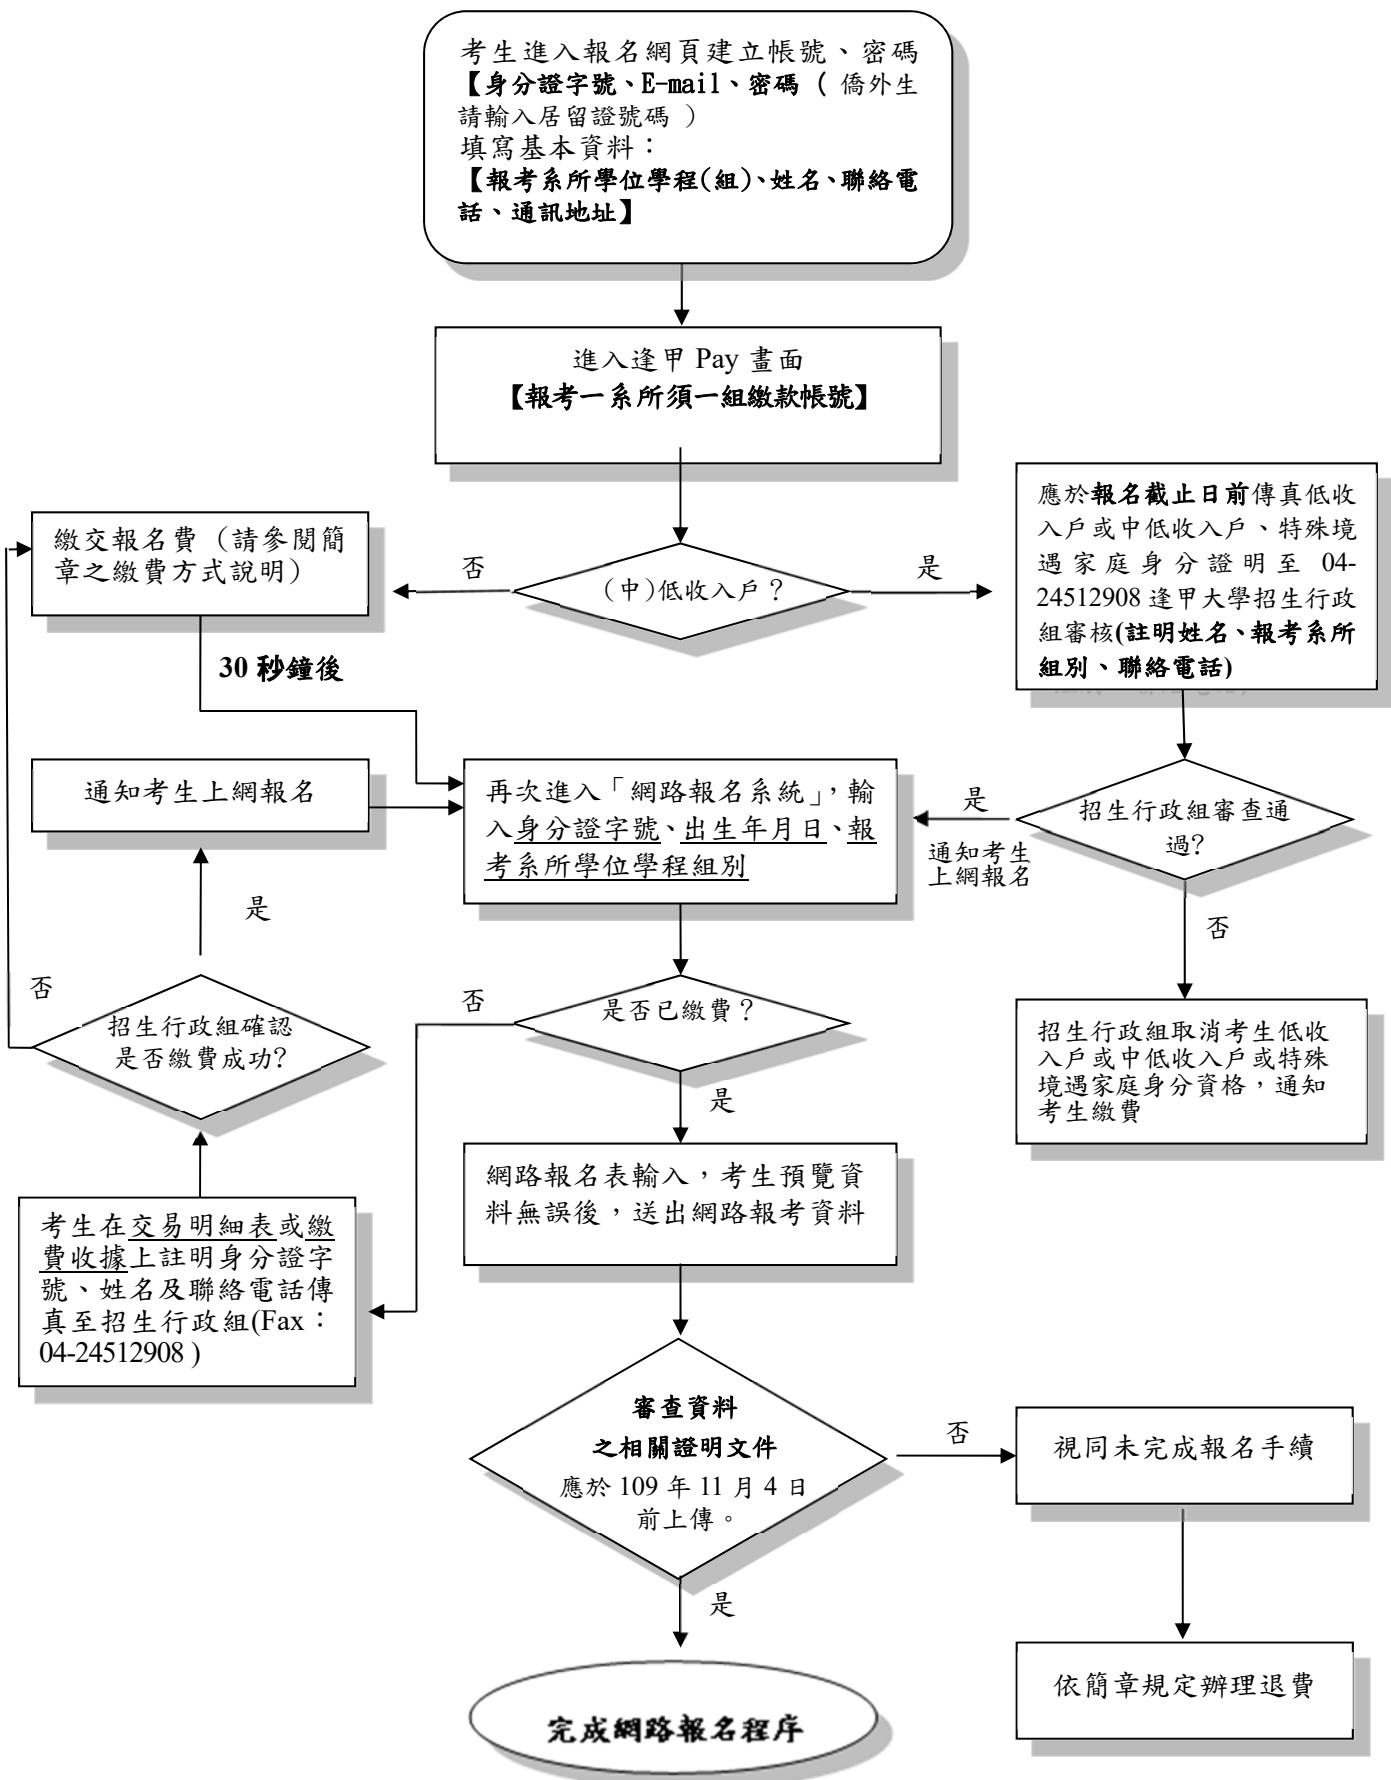 考生進入報名網頁建立帳號、密碼
【身分證字號、E-mail、密碼 ( 僑外生
請輸入居留證號碼 )
填寫基本資料：
【報考系所學位學程(組)、姓名、聯絡電
話、通訊地址】
進入逢甲 Pay 畫面
【報考一系所須一組繳款帳號】
(中)低收入戶？
否
是
繳交報名費（請參閱簡
章之繳費方式說明）
30 秒鐘後
應於報名截止日前傳真低收
入戶或中低收入戶、特殊境
遇家庭身分證明至 04-
24512908 逢甲大學招生行政
組審核(註明姓名、報考系所
組別、聯絡電話)
通知考生上網報名
再次進入「網路報名系統」，輸
入身分證字號、出生年月日、報
考系所學位學程組別
是
通知考生
上網報名
招生行政組審查通
過?
是
否
否
招生行政組確認
是否繳費成功?
否
是否已繳費？
是
招生行政組取消考生低收
入戶或中低收入戶或特殊
境遇家庭身分資格，通知
考生繳費
網路報名表輸入，考生預覽資
料無誤後，送出網路報考資料
考生在交易明細表或繳
費收據上註明身分證字
號、姓名及聯絡電話傳
真至招生行政組(Fax：
04-24512908 )
審查資料
之相關證明文件
應於 109 年 11 月 4 日
前上傳。
否
視同未完成報名手續
是
依簡章規定辦理退費
完成網路報名程序